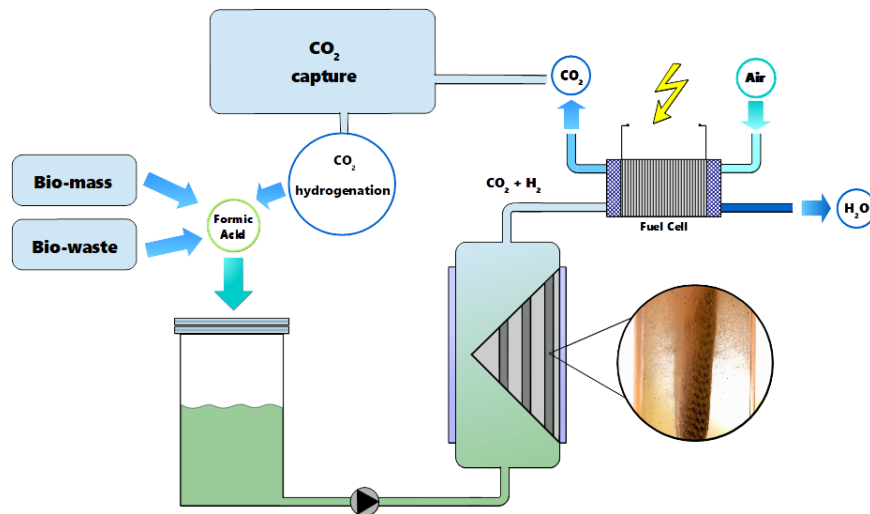 CO₂
capture
CO₂
Air
CO₂
hydrogenation
Bio-mass
CO₂ + H₂
Formic
Acid
H₂O
Bio-waste
Fuel Cell